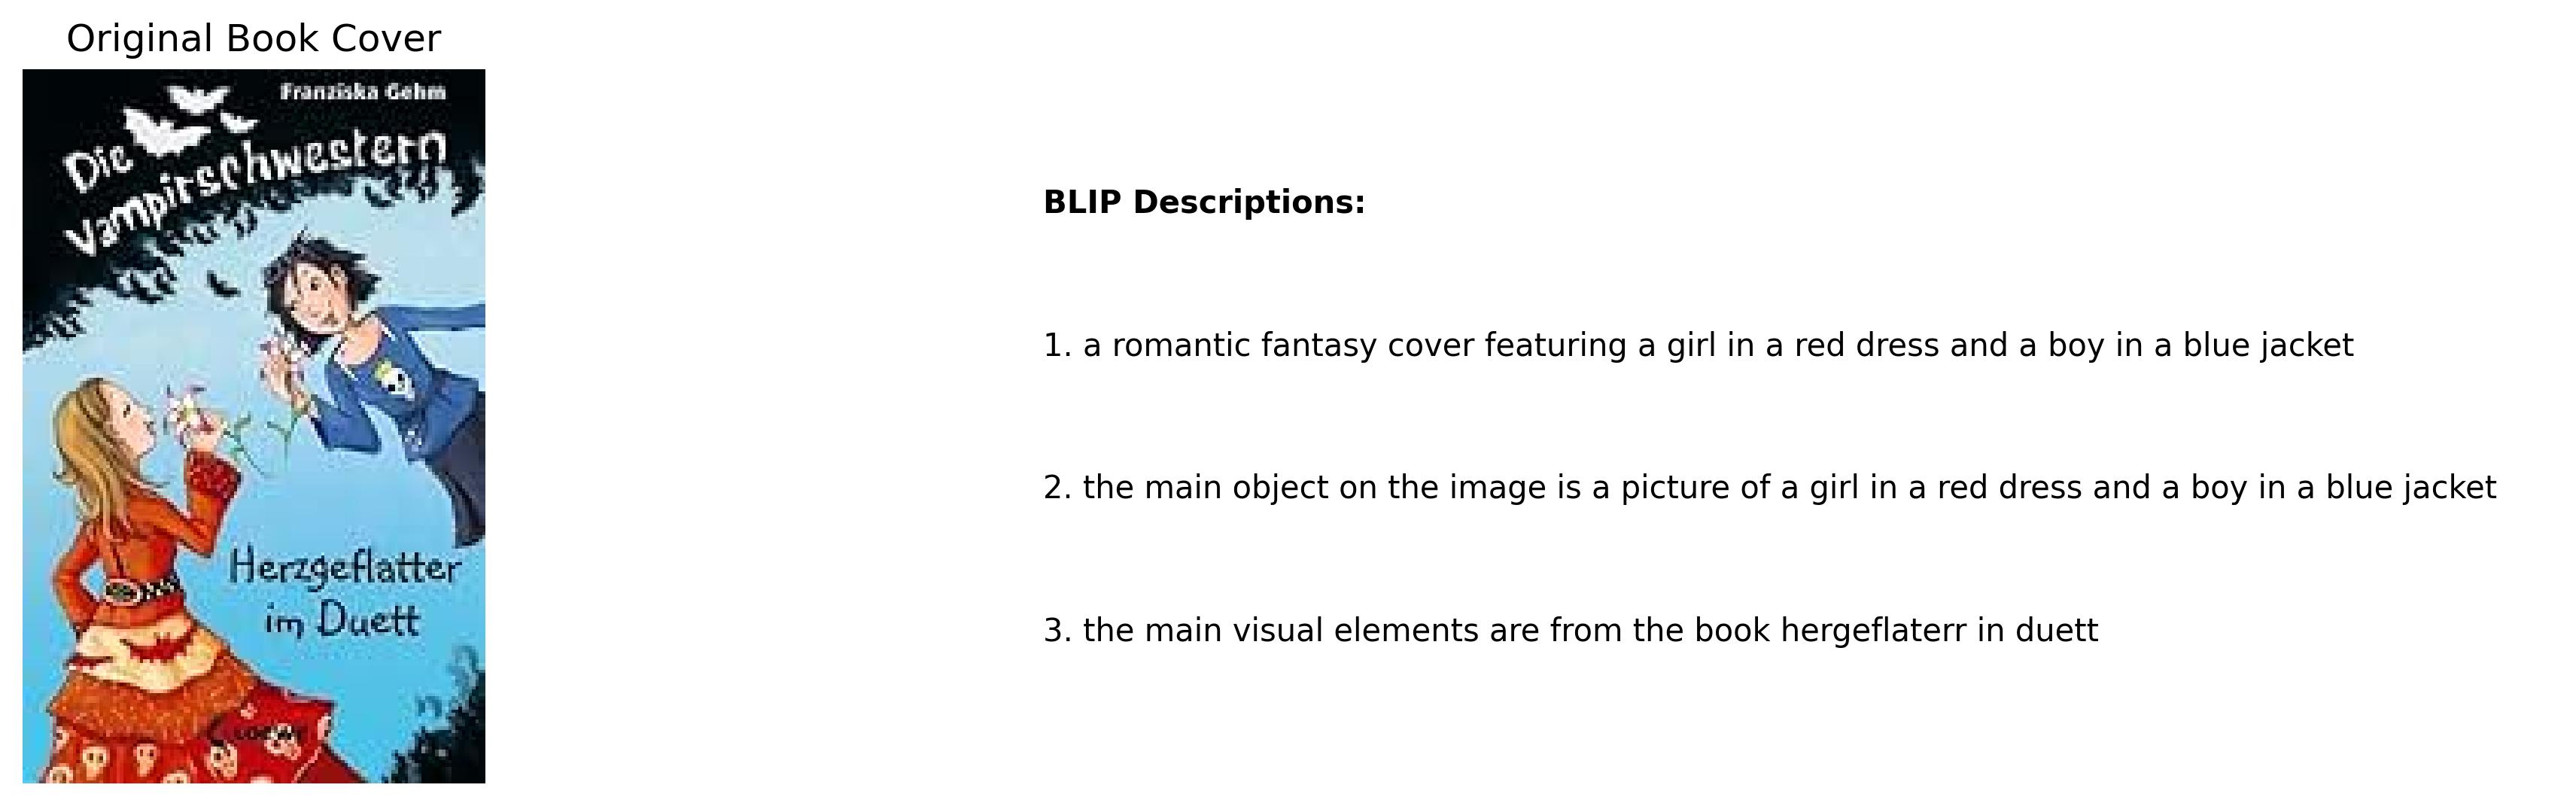 Original Book Cover
Franziska Gehm
Die
Vampirschwestern
Herzgeflatter
im Duett
Loewe
BLIP Descriptions:
1. a romantic fantasy cover featuring a girl in a red dress and a boy in a blue jacket
2. the main object on the image is a picture of a girl in a red dress and a boy in a blue jacket
3. the main visual elements are from the book hergeflaterr in duett